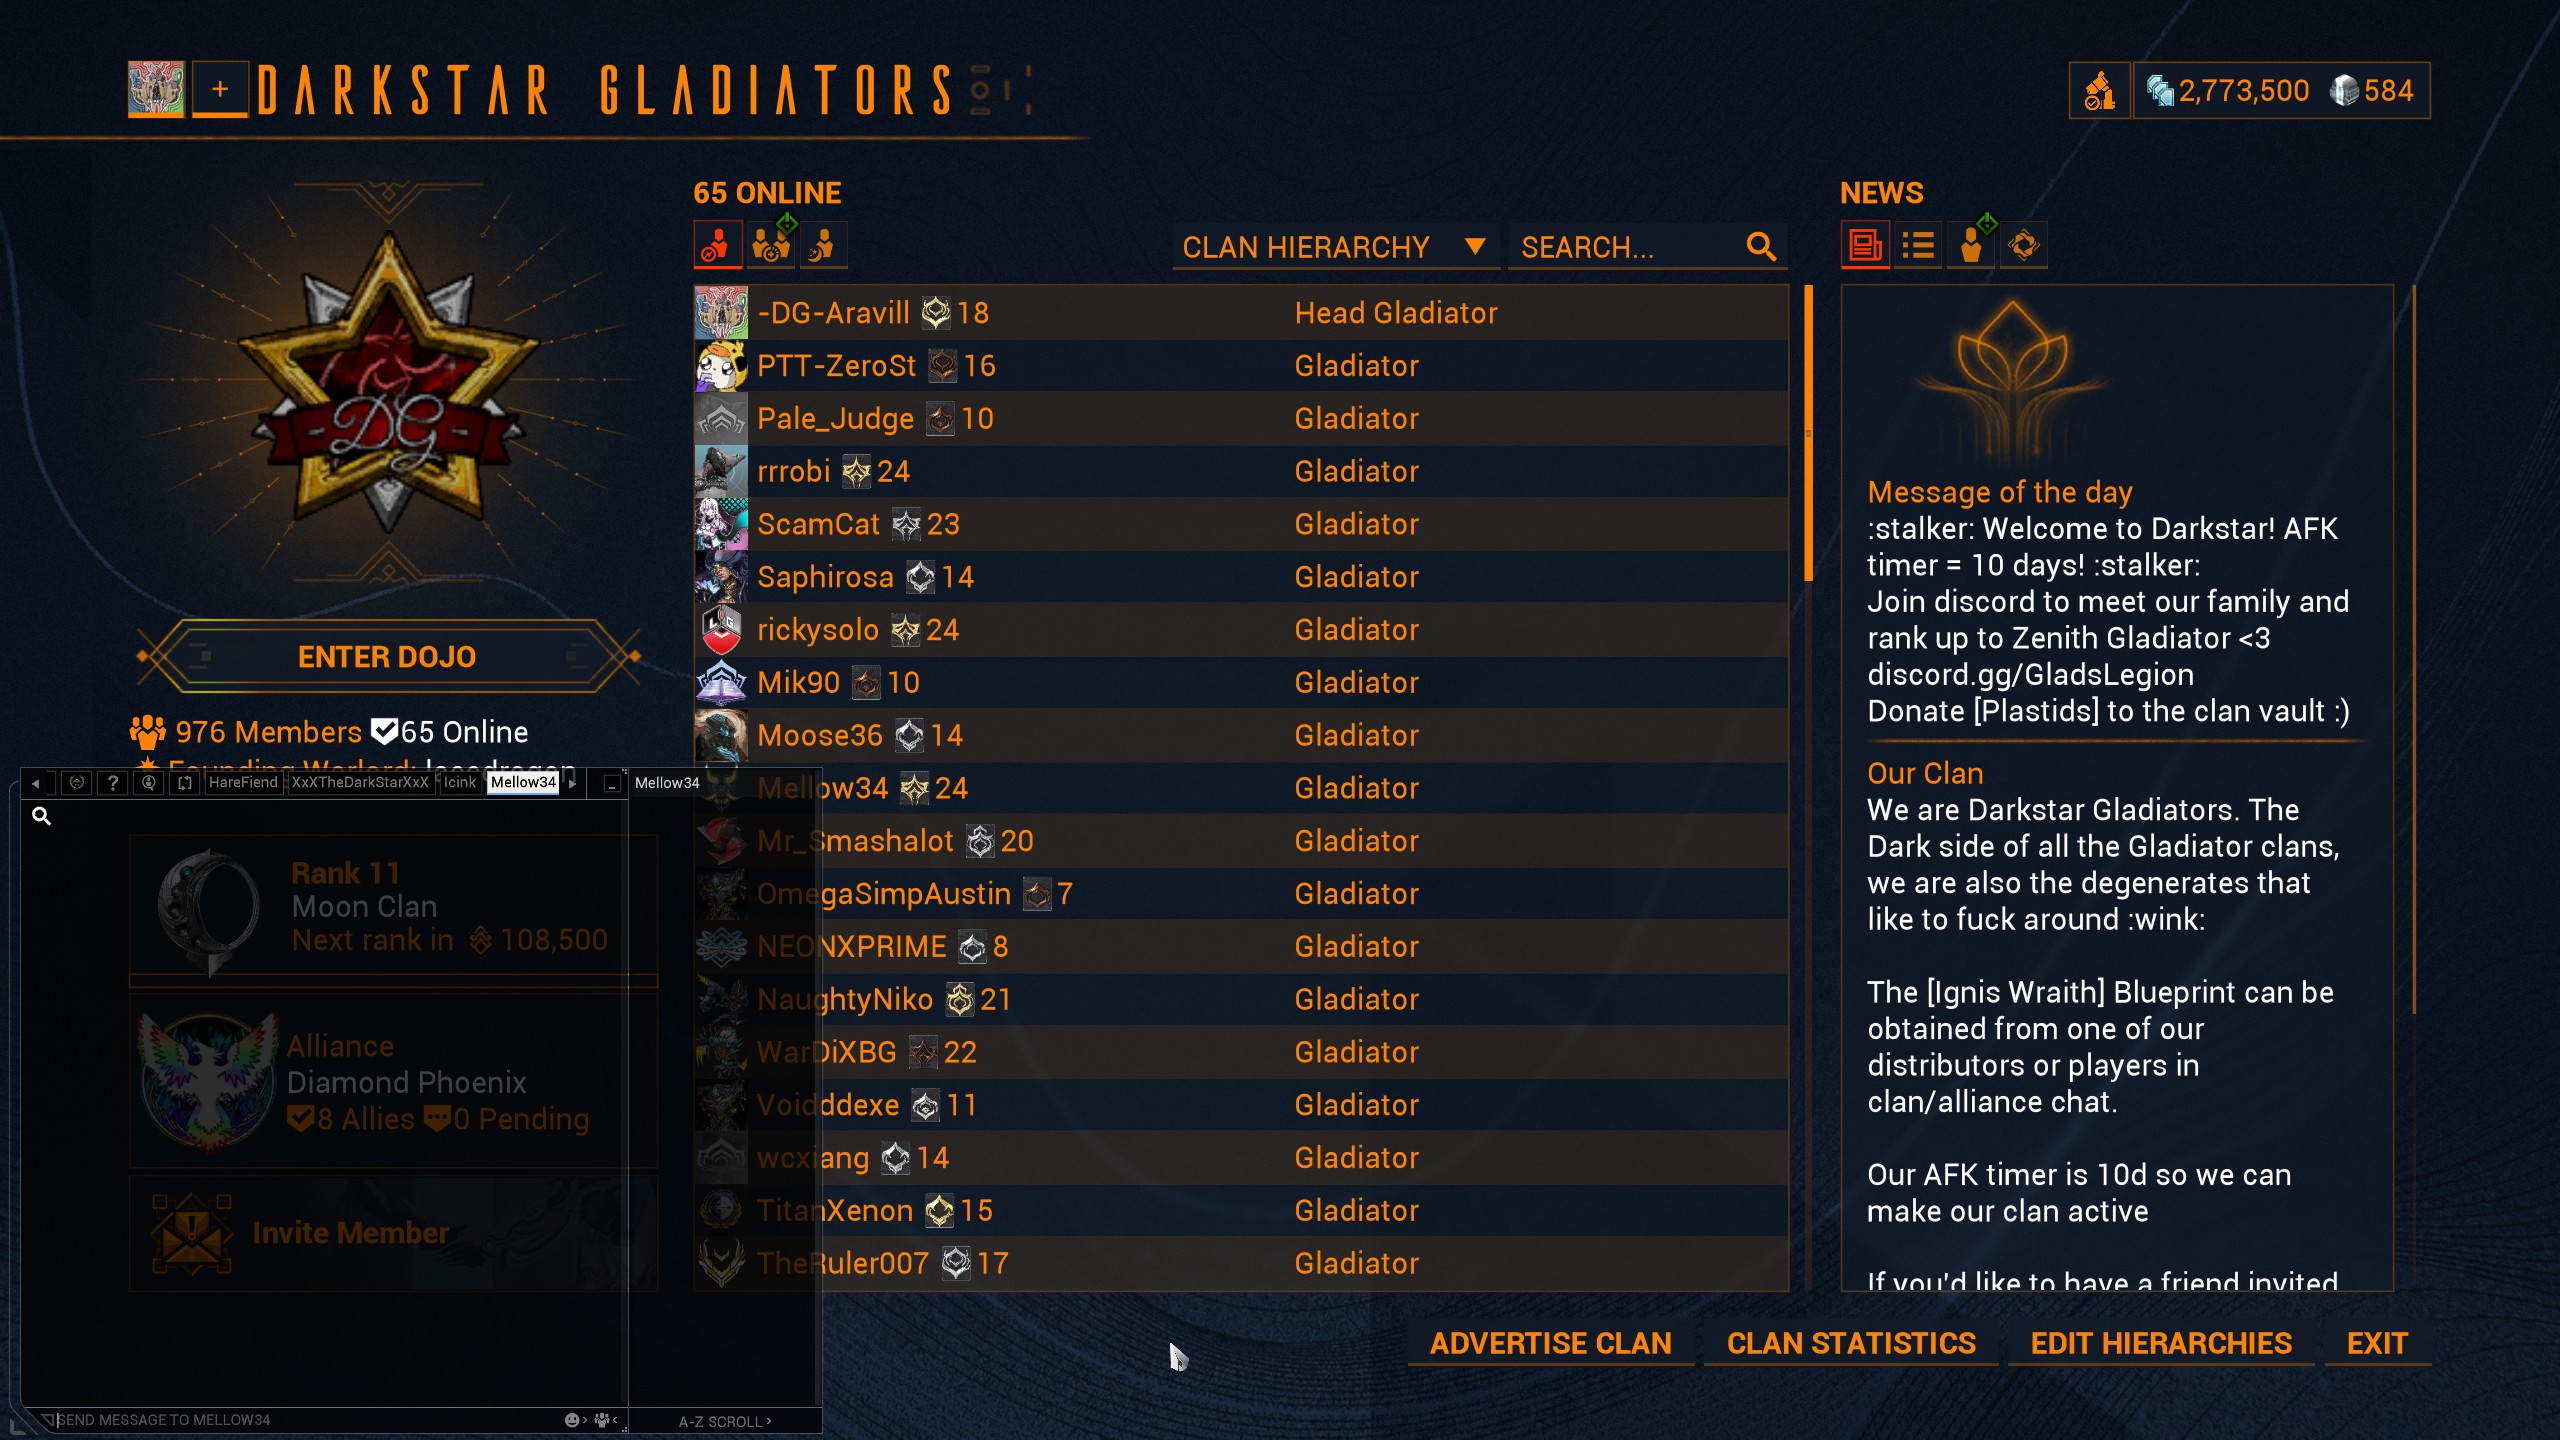 DARKSTAR GLADIATORS
2,773,500 584
-DG-
ENTER DOJO
976 Members 65 Online
Founding Warlord:
HareFiend XxXTheDarkStarXxX Icink Mellow34 Mellow34
Rank 11
Moon Clan
Next rank in 108,500
Alliance
Diamond Phoenix
8 Allies 0 Pending
Invite Member
SEND MESSAGE TO MELLOW34
A-Z SCROLL
65 ONLINE
CLAN HIERARCHY SEARCH...
-DG-Aravill 18 Head Gladiator
PTT-ZeroSt 16 Gladiator
Pale_Judge 10 Gladiator
rrrobi 24 Gladiator
ScamCat 23 Gladiator
Saphirosa 14 Gladiator
rickysolo 24 Gladiator
Mik90 10 Gladiator
Moose36 14 Gladiator
Mellow34 24 Gladiator
Mr_Smashalot 20 Gladiator
OmegaSimpAustin 7 Gladiator
NEONXPRIME 8 Gladiator
NaughtyNiko 21 Gladiator
WarDiXBG 22 Gladiator
Voidddexe 11 Gladiator
wcxiang 14 Gladiator
TitanXenon 15 Gladiator
TheRuler007 17 Gladiator
NEWS
Message of the day
:stalker: Welcome to Darkstar! AFK
timer = 10 days! :stalker:
Join discord to meet our family and
rank up to Zenith Gladiator <3
discord.gg/GladsLegion
Donate [Plastids] to the clan vault :)
Our Clan
We are Darkstar Gladiators. The
Dark side of all the Gladiator clans,
we are also the degenerates that
like to fuck around :wink:
The [Ignis Wraith] Blueprint can be
obtained from one of our
distributors or players in
clan/alliance chat.
Our AFK timer is 10d so we can
make our clan active
If you'd like to have a friend invited
ADVERTISE CLAN CLAN STATISTICS EDIT HIERARCHIES EXIT